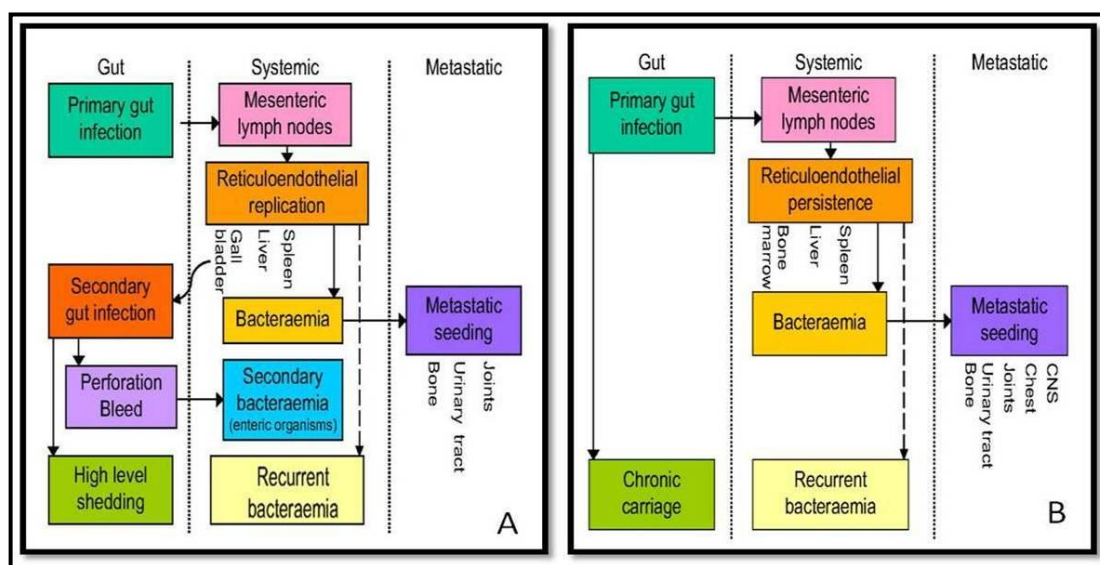 Gut
Systemic
Metastatic
Primary gut
infection
Mesenteric
lymph nodes
Reticuloendothelial
replication
Spleen
Liver
Gall
bladder
Secondary
gut infection
Bacteraemia
Metastatic
seeding
Joints
Urinary tract
Bone
Perforation
Bleed
Secondary
bacteraemia
(enteric organisms)
High level
shedding
Recurrent
bacteraemia
A
Gut
Systemic
Metastatic
Primary gut
infection
Mesenteric
lymph nodes
Reticuloendothelial
persistence
Spleen
Liver
Bone
marrow
Bacteraemia
Metastatic
seeding
CNS
Chest
Joints
Urinary tract
Bone
Chronic
carriage
Recurrent
bacteraemia
B